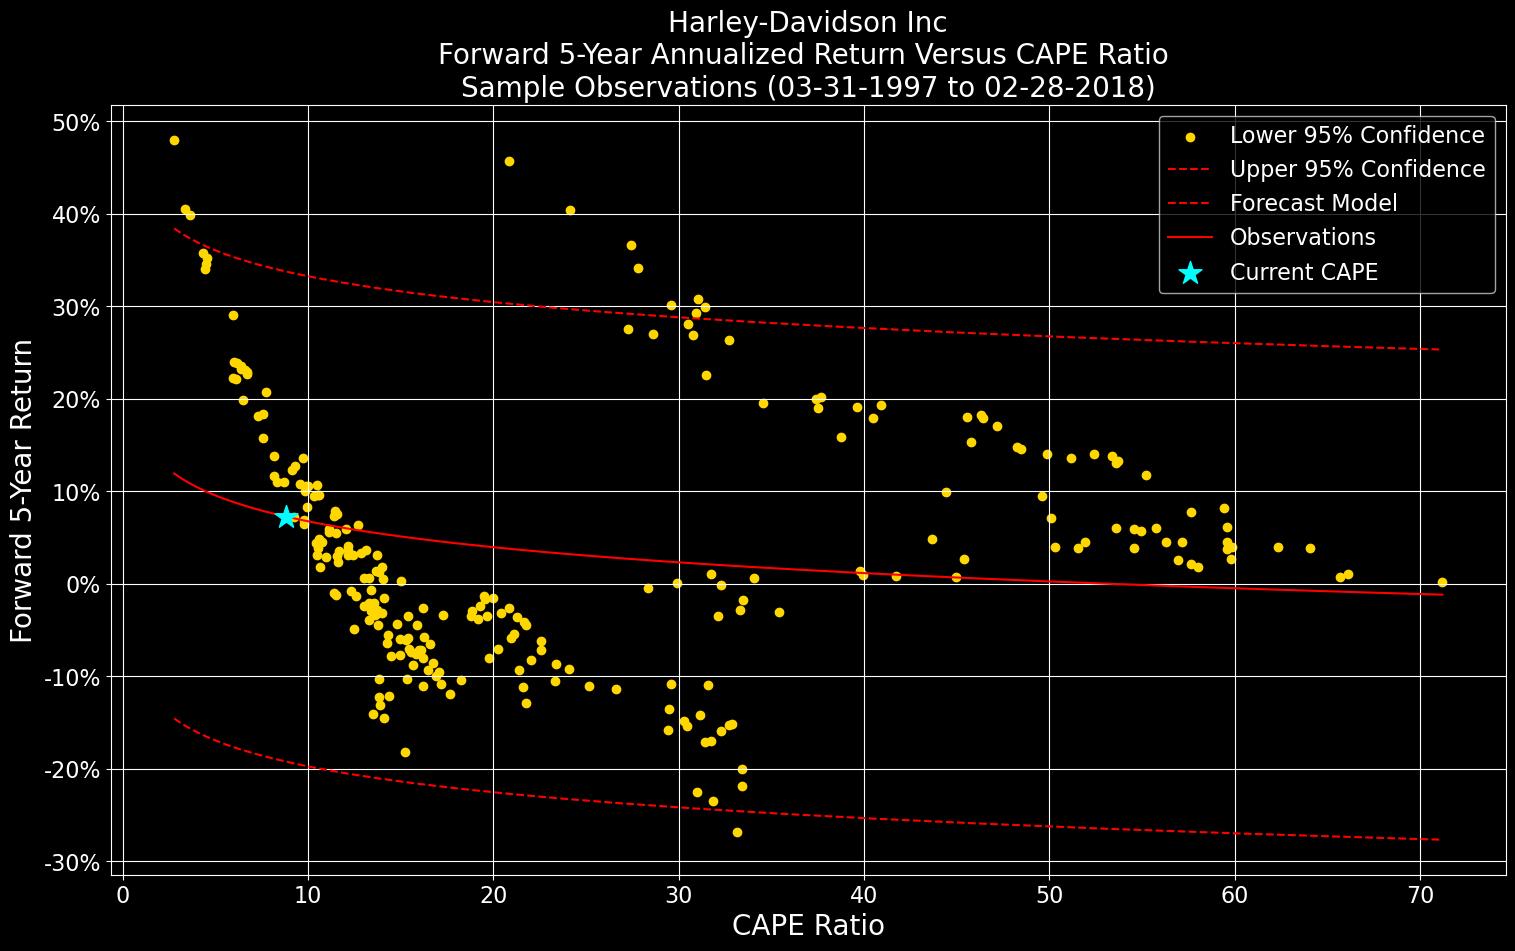 Harley-Davidson Inc
Forward 5-Year Annualized Return Versus CAPE Ratio
Sample Observations (03-31-1997 to 02-28-2018)
Lower 95% Confidence
Upper 95% Confidence
Forecast Model
Observations
Current CAPE
Forward 5-Year Return
50%
40%
30%
20%
10%
0%
-10%
-20%
-30%
0 10 20 30 40 50 60 70
CAPE Ratio